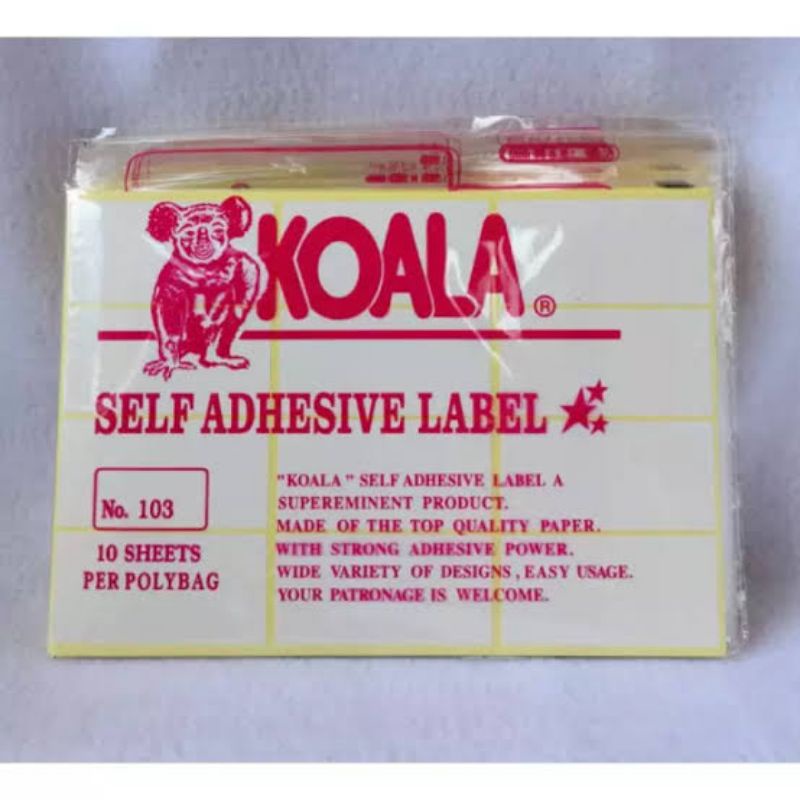 KOALA ®
SELF ADHESIVE LABEL
No. 103
10 SHEETS
PER POLYBAG
"KOALA" SELF ADHESIVE LABEL A
SUPEREMINENT PRODUCT.
MADE OF THE TOP QUALITY PAPER.
WITH STRONG ADHESIVE POWER.
WIDE VARIETY OF DESIGNS, EASY USAGE.
YOUR PATRONAGE IS WELCOME.